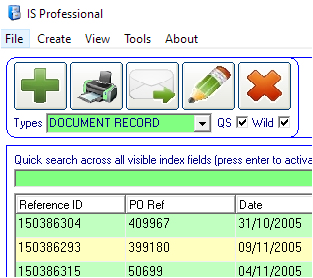 IS Professional
File Create View Tools About
Types DOCUMENT RECORD QS Wild
Quick search across all visible index fields (press enter to activa
Reference ID PO Ref Date
150386304 409967 31/10/2005
150386293 399180 09/11/2005
150386315 50699 04/11/2005